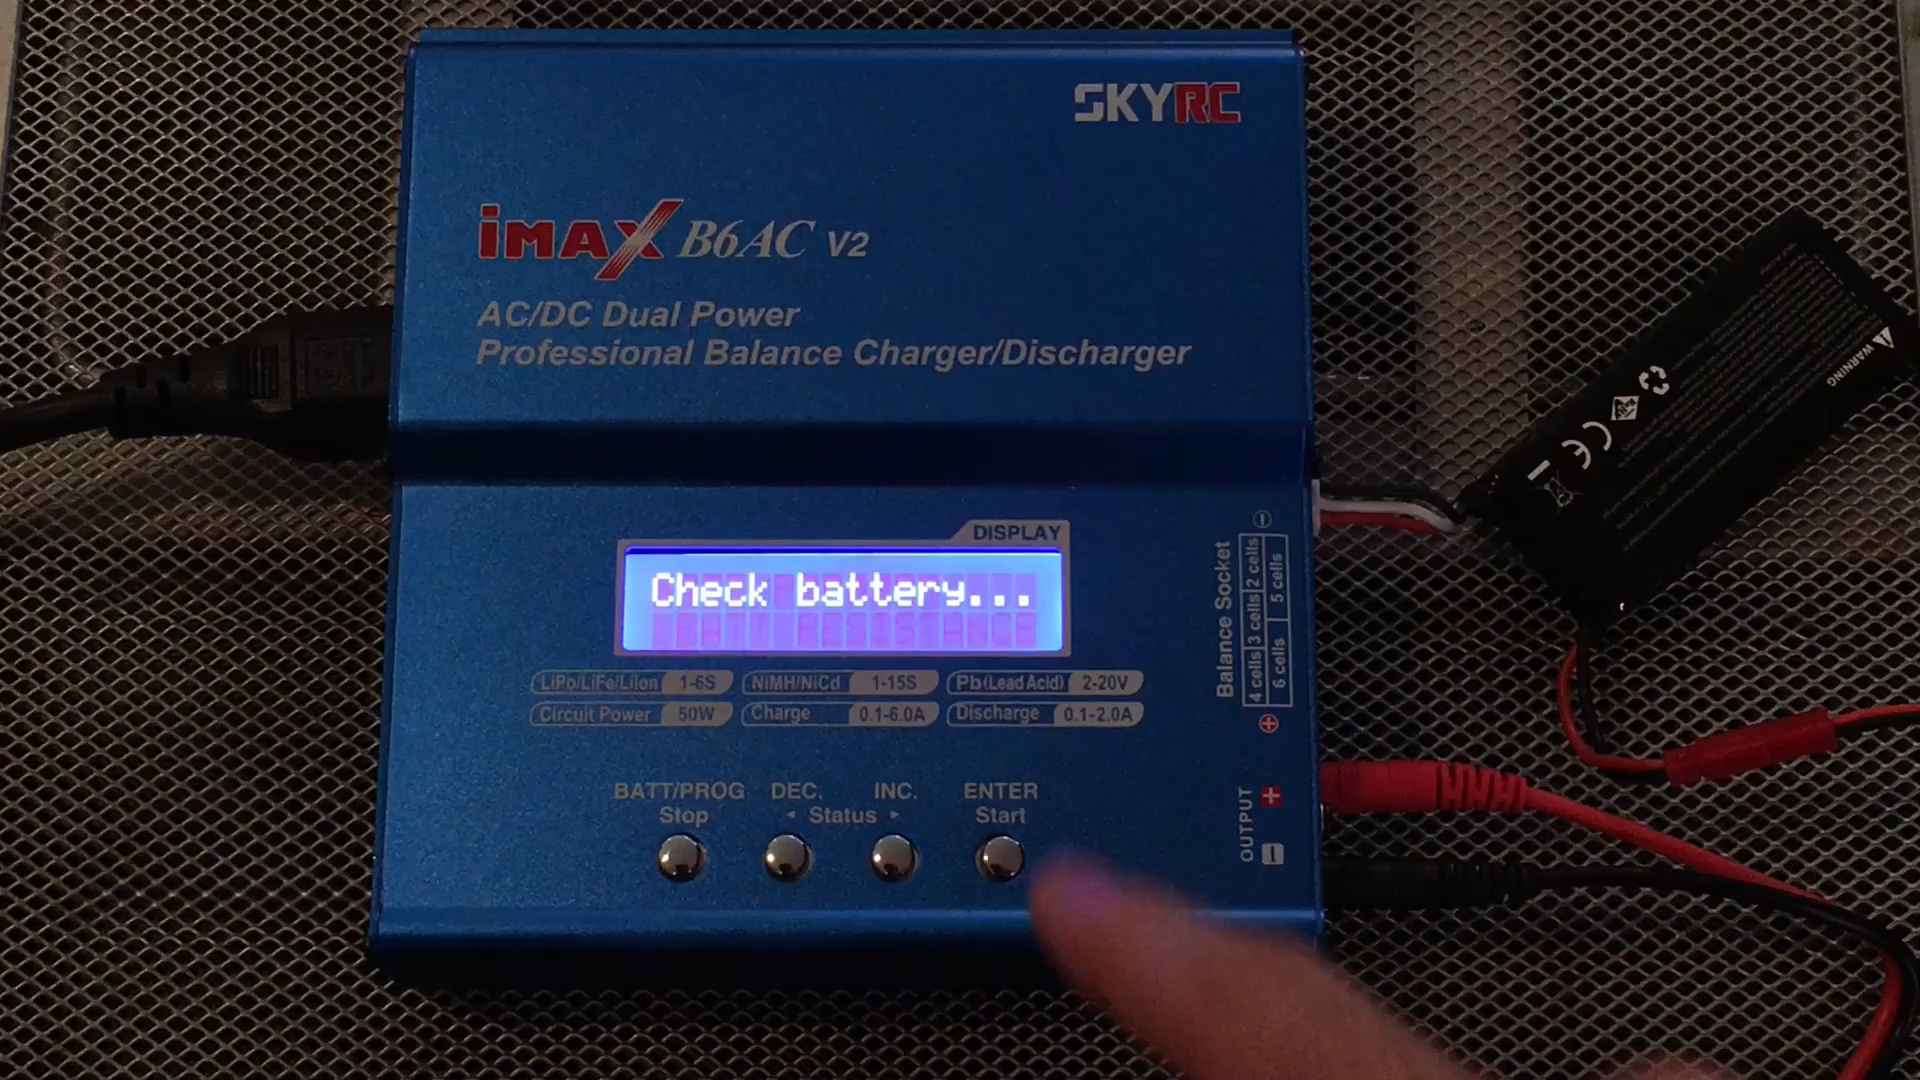 SKYRC
iMAX B6AC V2
AC/DC Dual Power
Professional Balance Charger/Discharger
WARNING
DISPLAY
Check battery...
BATT RESISTANCE
LiPo/LiFe/LiIon 1-6S NiMH/NiCd 1-15S Pb(Lead Acid) 2-20V
Circuit Power 50W Charge 0.1-6.0A Discharge 0.1-2.0A
Balance Socket
2 cells
3 cells
4 cells
5 cells
6 cells
BATT/PROG DEC. INC. ENTER
Stop ◄ Status ► Start
OUTPUT